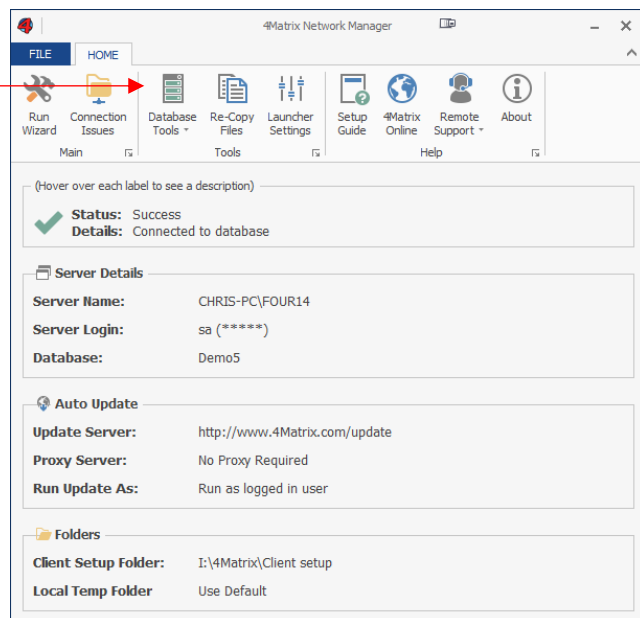 4Matrix Network Manager
FILE HOME
Run Wizard
Connection Issues
Database Tools
Re-Copy Files
Launcher Settings
Setup Guide
4Matrix Online
Remote Support
About
Main Tools Help
(Hover over each label to see a description)
Status: Success
Details: Connected to database
Server Details
Server Name: CHRIS-PC\FOUR14
Server Login: sa (*****)
Database: Demo5
Auto Update
Update Server: http://www.4Matrix.com/update
Proxy Server: No Proxy Required
Run Update As: Run as logged in user
Folders
Client Setup Folder: I:\4Matrix\Client setup
Local Temp Folder Use Default